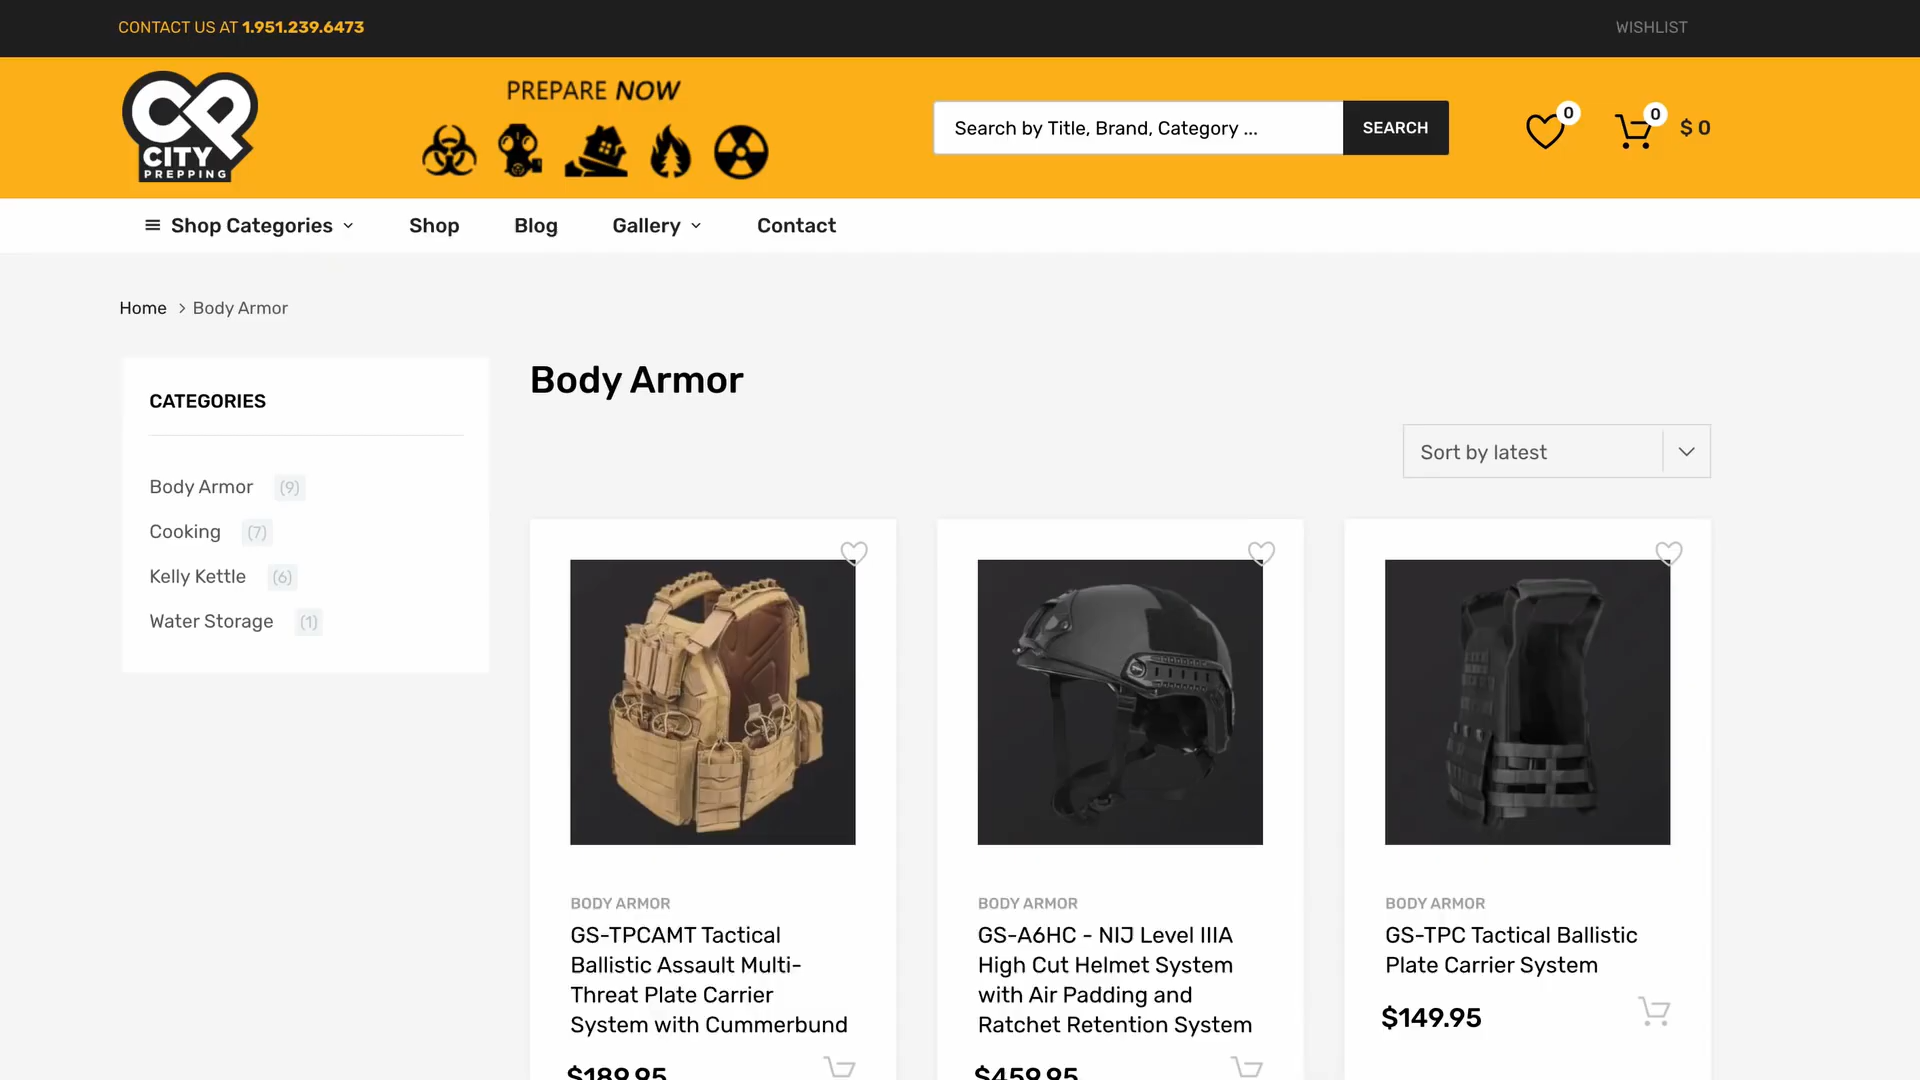 CONTACT US AT 1.951.239.6473
WISHLIST
CP
CITY
PREPPING
PREPARE NOW
Search by Title, Brand, Category ...
SEARCH
0
0
$ 0
Shop Categories
Shop
Blog
Gallery
Contact
Home > Body Armor
CATEGORIES
Body Armor (9)
Cooking (7)
Kelly Kettle (6)
Water Storage (1)
Body Armor
Sort by latest
BODY ARMOR
GS-TPCAMT Tactical
Ballistic Assault Multi-
Threat Plate Carrier
System with Cummerbund
$189.95
BODY ARMOR
GS-A6HC - NIJ Level IIIA
High Cut Helmet System
with Air Padding and
Ratchet Retention System
$459.95
BODY ARMOR
GS-TPC Tactical Ballistic
Plate Carrier System
$149.95